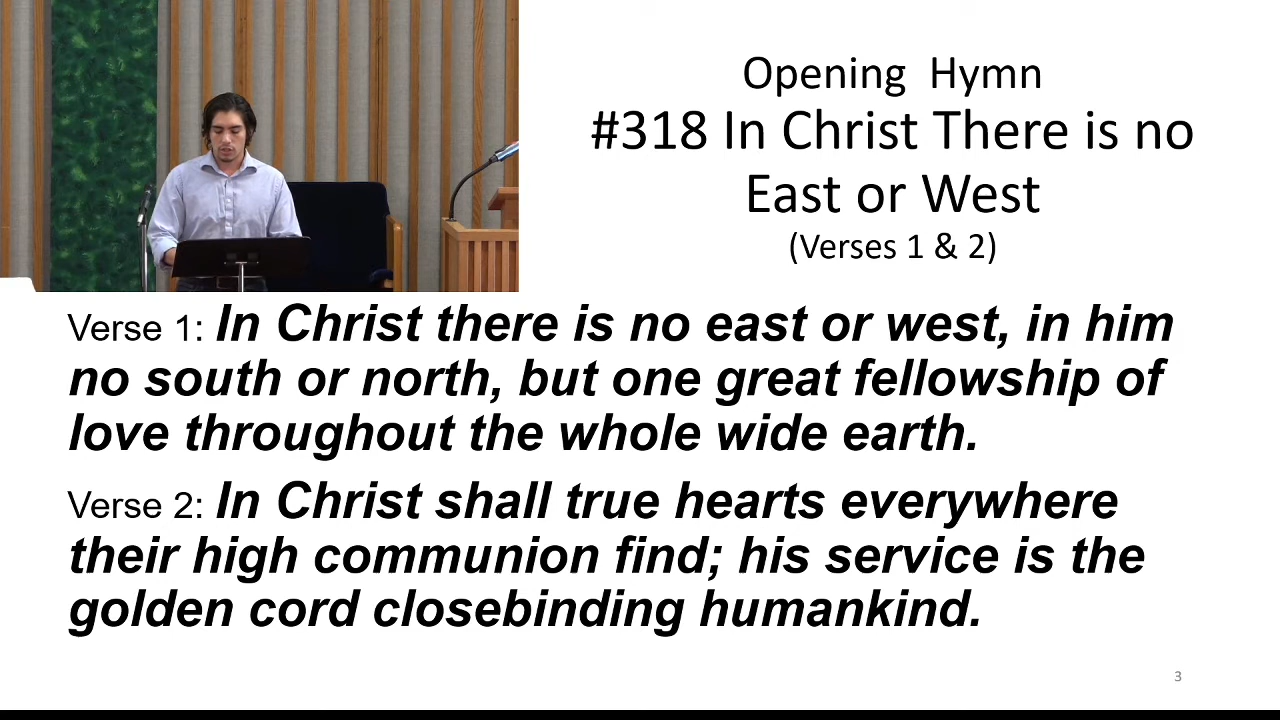 Opening  Hymn
#318 In Christ There is no
East or West
(Verses 1 & 2)
Verse 1: In Christ there is no east or west, in him
no south or north, but one great fellowship of
love throughout the whole wide earth.
Verse 2: In Christ shall true hearts everywhere
their high communion find; his service is the
golden cord closebinding humankind.
3